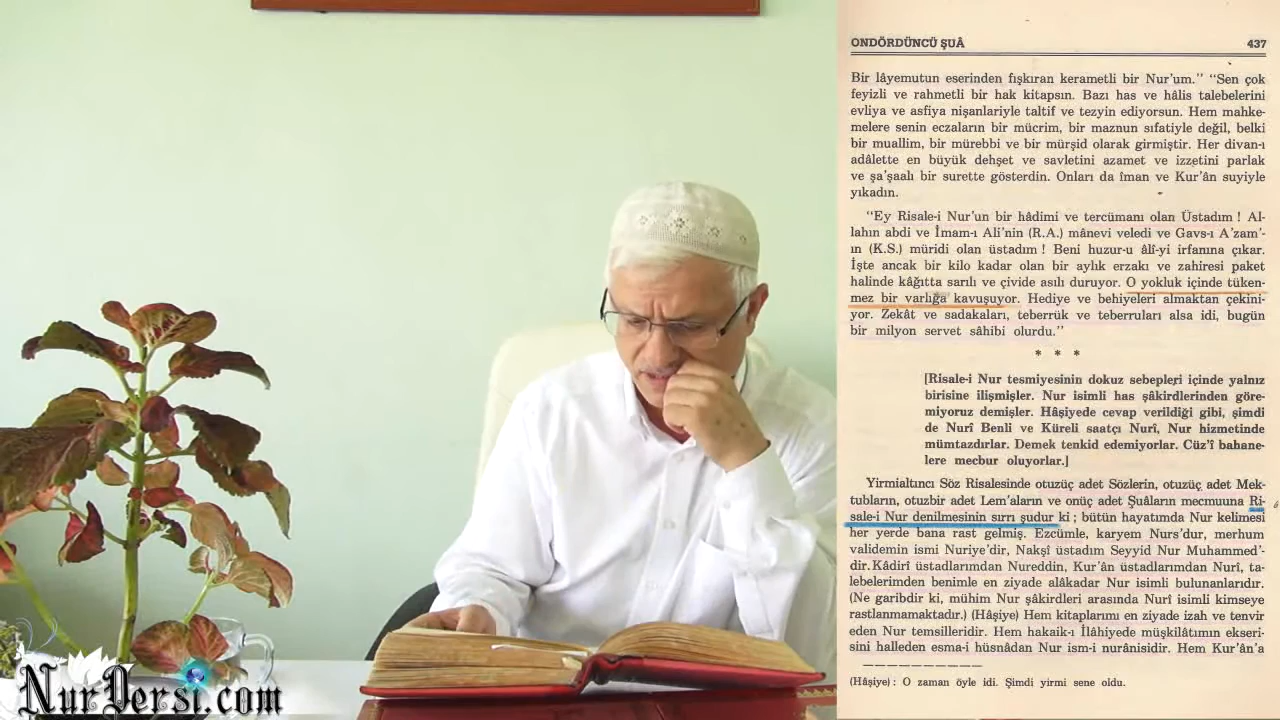 ONDÖRDÜNCÜ ŞUÂ 437
Bir lâyemutun eserinden fışkıran kerametli bir Nur'um." "Sen çok
feyizli ve rahmetli bir hak kitapsın. Bazı has ve hâlis talebelerini
evliya ve asfiya nişanlariyle taltif ve tezyin ediyorsun. Hem mahke-
melere senin eczaların bir mücrim, bir maznun sıfatiyle değil, belki
bir muallim, bir mürebbi ve bir mürşid olarak girmiştir. Her divan-ı
adâlette en büyük dehşet ve savletini azamet ve izzetini parlak
ve şa'şaalı bir surette gösterdin. Onları da îman ve Kur'ân suyiyle
yıkadın.
"Ey Risale-i Nur'un bir hâdimi ve tercümanı olan Üstadım ! Al-
lahın abdi ve İmam-ı Ali'nin (R.A.) mânevi veledi ve Gavs-ı A'zam'-
ın (K.S.) müridi olan üstadım ! Beni huzur-u âlî-yi irfanına çıkar.
İşte ancak bir kilo kadar olan bir aylık erzakı ve zahiresi paket
halinde kâğıtta sarılı ve çivide asılı duruyor. O yokluk içinde tüken-
mez bir varlığa kavuşuyor. Hediye ve behiyeleri almaktan çekini-
yor. Zekât ve sadakaları, teberrük ve teberruları alsa idi, bugün
bir milyon servet sâhibi olurdu."
* * *
[Risale-i Nur tesmiyesinin dokuz sebepleri içinde yalnız
birisine ilişmişler. Nur isimli has şâkirdlerinden göre-
miyoruz demişler. Hâşiyede cevap verildiği gibi, şimdi
de Nurî Benli ve Küreli saatçı Nurî, Nur hizmetinde
mümtazdırlar. Demek tenkid edemiyorlar. Cüz'î bahane-
lere mecbur oluyorlar.]
Yirmialtıncı Söz Risalesinde otuzüç adet Sözlerin, otuzüç adet Mek-
tubların, otuzbir adet Lem'aların ve onüç adet Şuâların mecmuuna Ri-
sale-i Nur denilmesinin sırrı şudur ki ; bütün hayatımda Nur kelimesi
her yerde bana rast gelmiş. Ezcümle, karyem Nurs'dur, merhum
validemin ismi Nuriye'dir, Nakşî üstadım Seyyid Nur Muhammed'-
dir. Kâdirî üstadlarımdan Nureddin, Kur'ân üstadlarımdan Nurî, ta-
lebelerimden benimle en ziyade alâkadar Nur isimli bulunanlarıdır.
(Ne garibdir ki, mühim Nur şâkirdleri arasında Nurî isimli kimseye
rastlanmamaktadır.) (Hâşiye) Hem kitaplarımı en ziyade izah ve tenvir
eden Nur temsilleridir. Hem hakaik-ı İlâhiyede müşkilâtımın ekseri-
sini halleden esma-i hüsnâdan Nur ism-i nurânisidir. Hem Kur'ân'a
(Hâşiye) : O zaman öyle idi. Şimdi yirmi sene oldu.
NurDersi.com